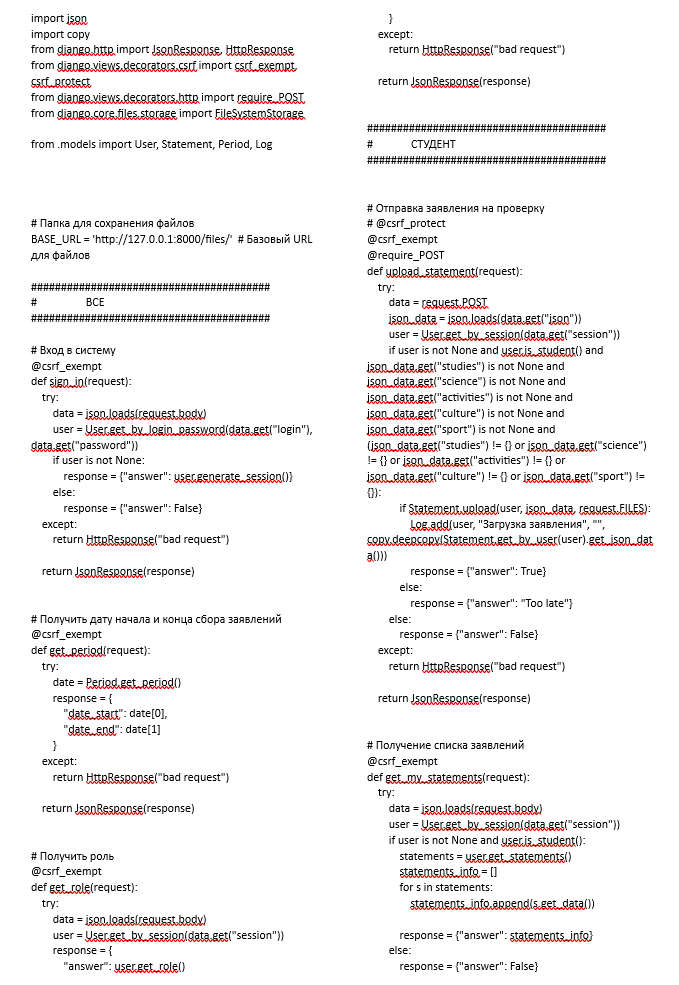 import json
import copy
from django.http import JsonResponse, HttpResponse
from django.views.decorators.csrf import csrf_exempt,
csrf_protect
from django.views.decorators.http import require_POST
from django.core.files.storage import FileSystemStorage
from .models import User, Statement, Period, Log
# Папка для сохранения файлов
BASE_URL = 'http://127.0.0.1:8000/files/'  # Базовый URL
для файлов
########################################
#                ВСЕ
########################################
# Вход в систему
@csrf_exempt
def sign_in(request):
    try:
        data = json.loads(request.body)
        user = User.get_by_login_password(data.get("login"),
data.get("password"))
        if user is not None:
            response = {"answer": user.generate_session()}
        else:
            response = {"answer": False}
    except:
        return HttpResponse("bad request")
    return JsonResponse(response)
# Получить дату начала и конца сбора заявлений
@csrf_exempt
def get_period(request):
    try:
        date = Period.get_period()
        response = {
            "date_start": date[0],
            "date_end": date[1]
        }
    except:
        return HttpResponse("bad request")
    return JsonResponse(response)
# Получить роль
@csrf_exempt
def get_role(request):
    try:
        data = json.loads(request.body)
        user = User.get_by_session(data.get("session"))
        response = {
            "answer": user.get_role()
        }
    except:
        return HttpResponse("bad request")
    return JsonResponse(response)
########################################
#             СТУДЕНТ
########################################
# Отправка заявления на проверку
# @csrf_protect
@csrf_exempt
@require_POST
def upload_statement(request):
    try:
        data = request.POST
        json_data = json.loads(data.get("json"))
        user = User.get_by_session(data.get("session"))
        if user is not None and user.is_student() and
json_data.get("studies") is not None and
json_data.get("science") is not None and
json_data.get("activities") is not None and
json_data.get("culture") is not None and
json_data.get("sport") is not None and
(json_data.get("studies") != {} or json_data.get("science")
!= {} or json_data.get("activities") != {} or
json_data.get("culture") != {} or json_data.get("sport") !=
{}):
            if Statement.upload(user, json_data, request.FILES):
                Log.add(user, "Загрузка заявления", "",
copy.deepcopy(Statement.get_by_user(user).get_json_dat
a()))
                response = {"answer": True}
            else:
                response = {"answer": "Too late"}
        else:
            response = {"answer": False}
    except:
        return HttpResponse("bad request")
    return JsonResponse(response)
# Получение списка заявлений
@csrf_exempt
def get_my_statements(request):
    try:
        data = json.loads(request.body)
        user = User.get_by_session(data.get("session"))
        if user is not None and user.is_student():
            statements = user.get_statements()
            statements_info = []
            for s in statements:
                statements_info.append(s.get_data())
            response = {"answer": statements_info}
        else:
            response = {"answer": False}